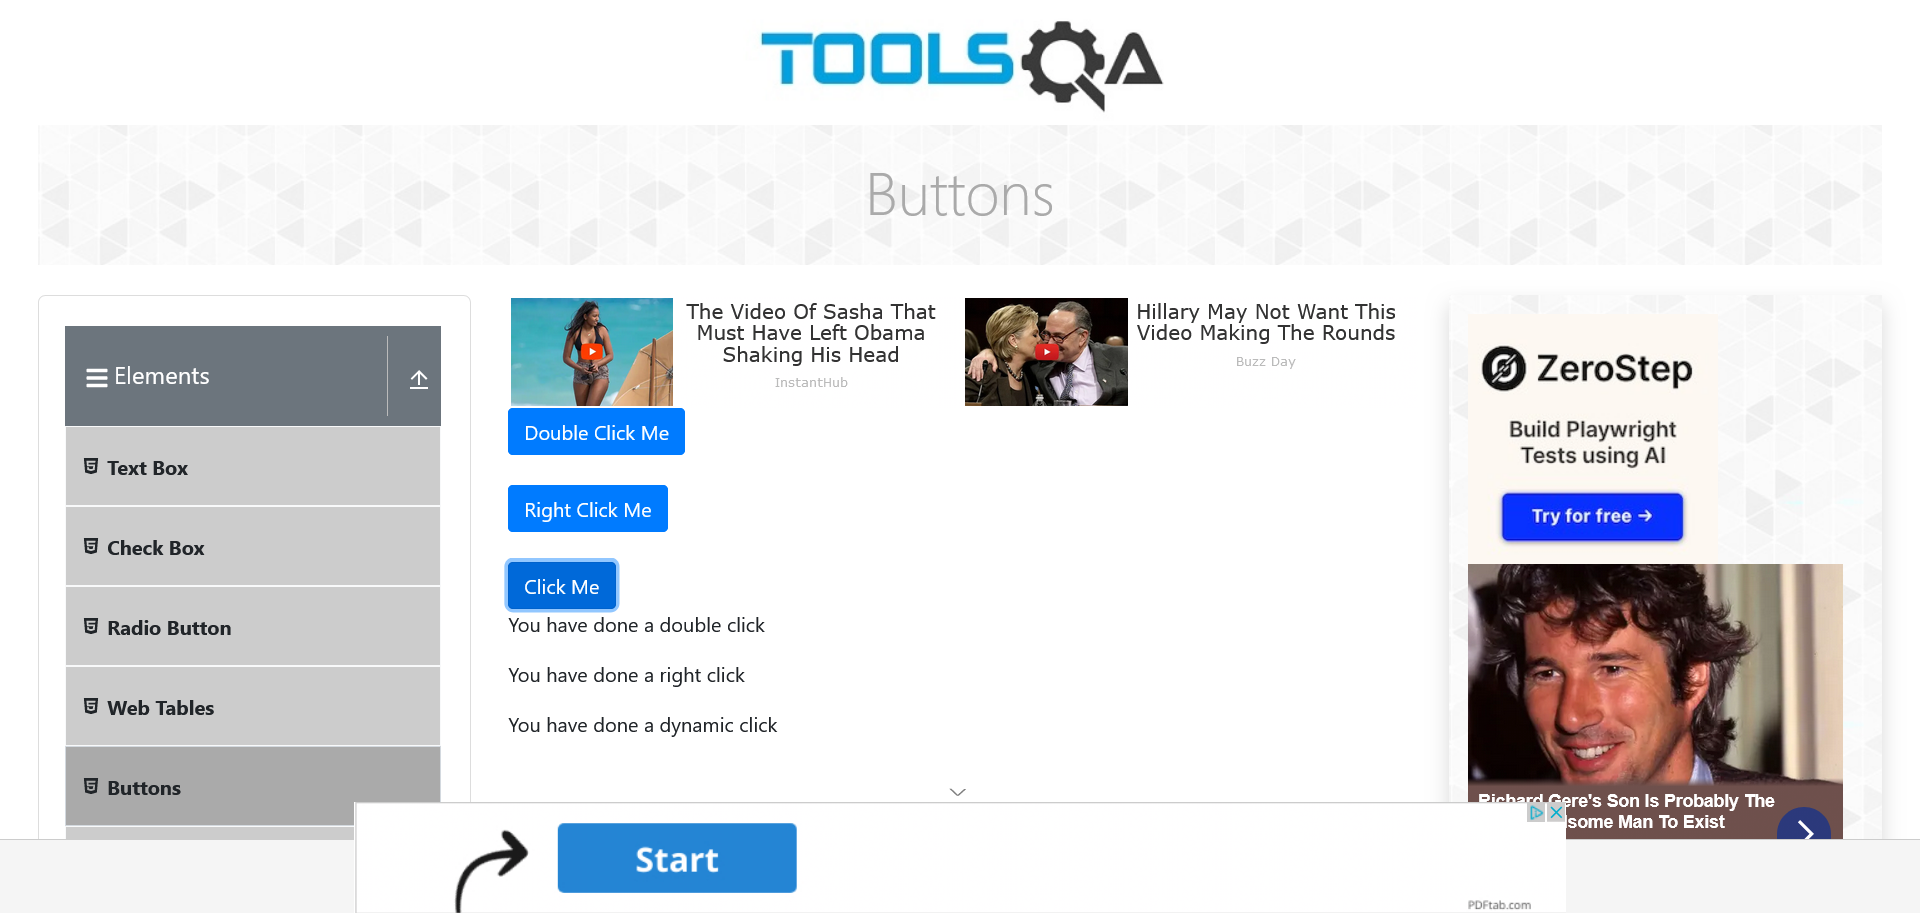 TOOLSQA
Buttons
Elements
Text Box
Check Box
Radio Button
Web Tables
Buttons
The Video Of Sasha That
Must Have Left Obama
Shaking His Head
InstantHub
Hillary May Not Want This
Video Making The Rounds
Buzz Day
Double Click Me
Right Click Me
Click Me
You have done a double click
You have done a right click
You have done a dynamic click
ZeroStep
Build Playwright
Tests using AI
Try for free →
Richard Gere's Son Is Probably The
some Man To Exist
Start
PDFtab.com